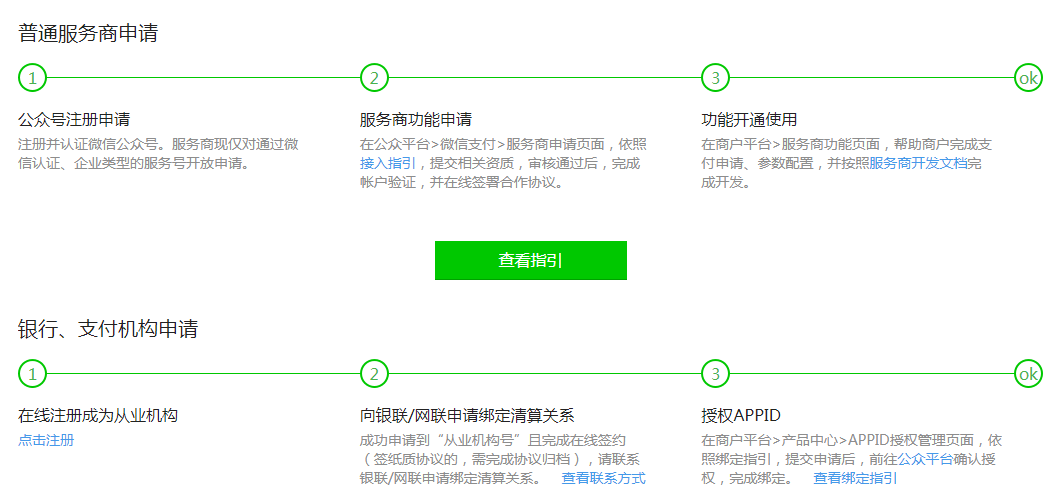 普通服务商申请
1 2 3 ok
公众号注册申请
注册并认证微信公众号。服务商现仅对通过微
信认证、企业类型的服务号开放申请。
服务商功能申请
在公众平台>微信支付>服务商申请页面，依照
接入指引，提交相关资质，审核通过后，完成
帐户验证，并在线签署合作协议。
功能开通使用
在商户平台>服务商功能页面，帮助商户完成支
付申请、参数配置，并按照服务商开发文档完
成开发。
查看指引
银行、支付机构申请
1 2 3 ok
在线注册成为从业机构
点击注册
向银联/网联申请绑定清算关系
成功申请到“从业机构号”且完成在线签约
（签纸质协议的，需完成协议归档），请联系
银联/网联申请绑定清算关系。 查看联系方式
授权APPID
在商户平台>产品中心>APPID授权管理页面，依
照绑定指引，提交申请后，前往公众平台确认授
权，完成绑定。 查看绑定指引